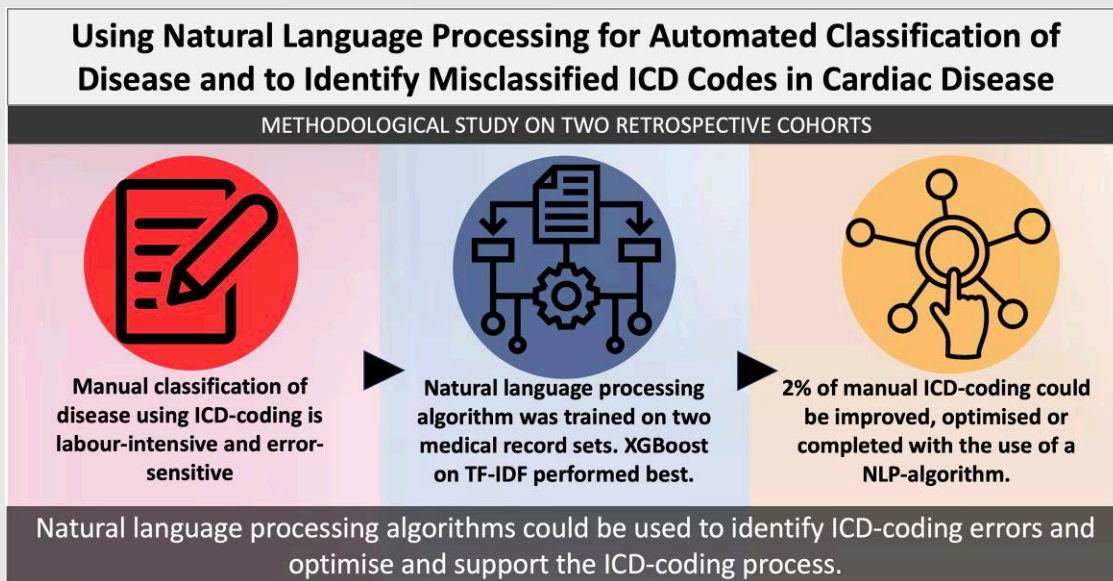 Using Natural Language Processing for Automated Classification of
Disease and to Identify Misclassified ICD Codes in Cardiac Disease
METHODOLOGICAL STUDY ON TWO RETROSPECTIVE COHORTS
Manual classification of
disease using ICD-coding is
labour-intensive and error-
sensitive
Natural language processing
algorithm was trained on two
medical record sets. XGBoost
on TF-IDF performed best.
2% of manual ICD-coding could
be improved, optimised or
completed with the use of a
NLP-algorithm.
Natural language processing algorithms could be used to identify ICD-coding errors and
optimise and support the ICD-coding process.